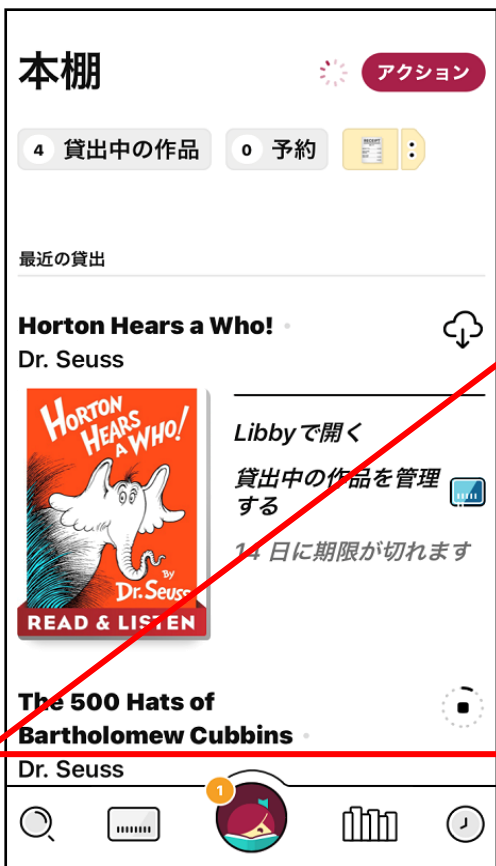 本棚
アクション
4 貸出中の作品
0 予約
RECEIPT
最近の貸出
Horton Hears a Who!
Dr. Seuss
HORTON
HEARS
A WHO!
By
Dr. Seuss
READ & LISTEN
Libbyで開く
貸出中の作品を管理
する
14 日に期限が切れます
The 500 Hats of
Bartholomew Cubbins
Dr. Seuss
1